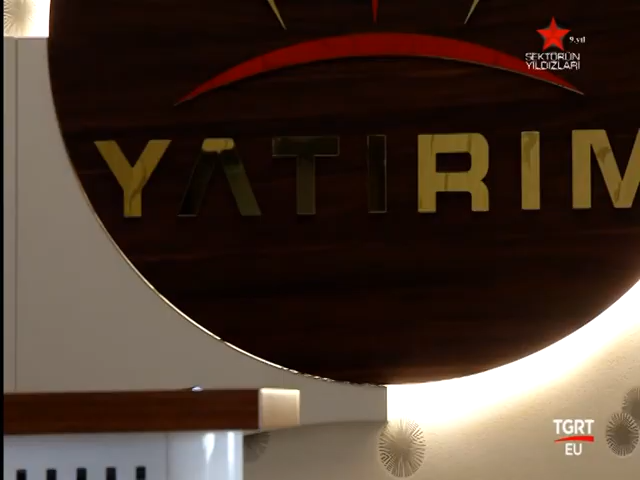 9.yıl
SEKTÖRÜN
YILDIZLARI
YATIRIM
TGRT
EU